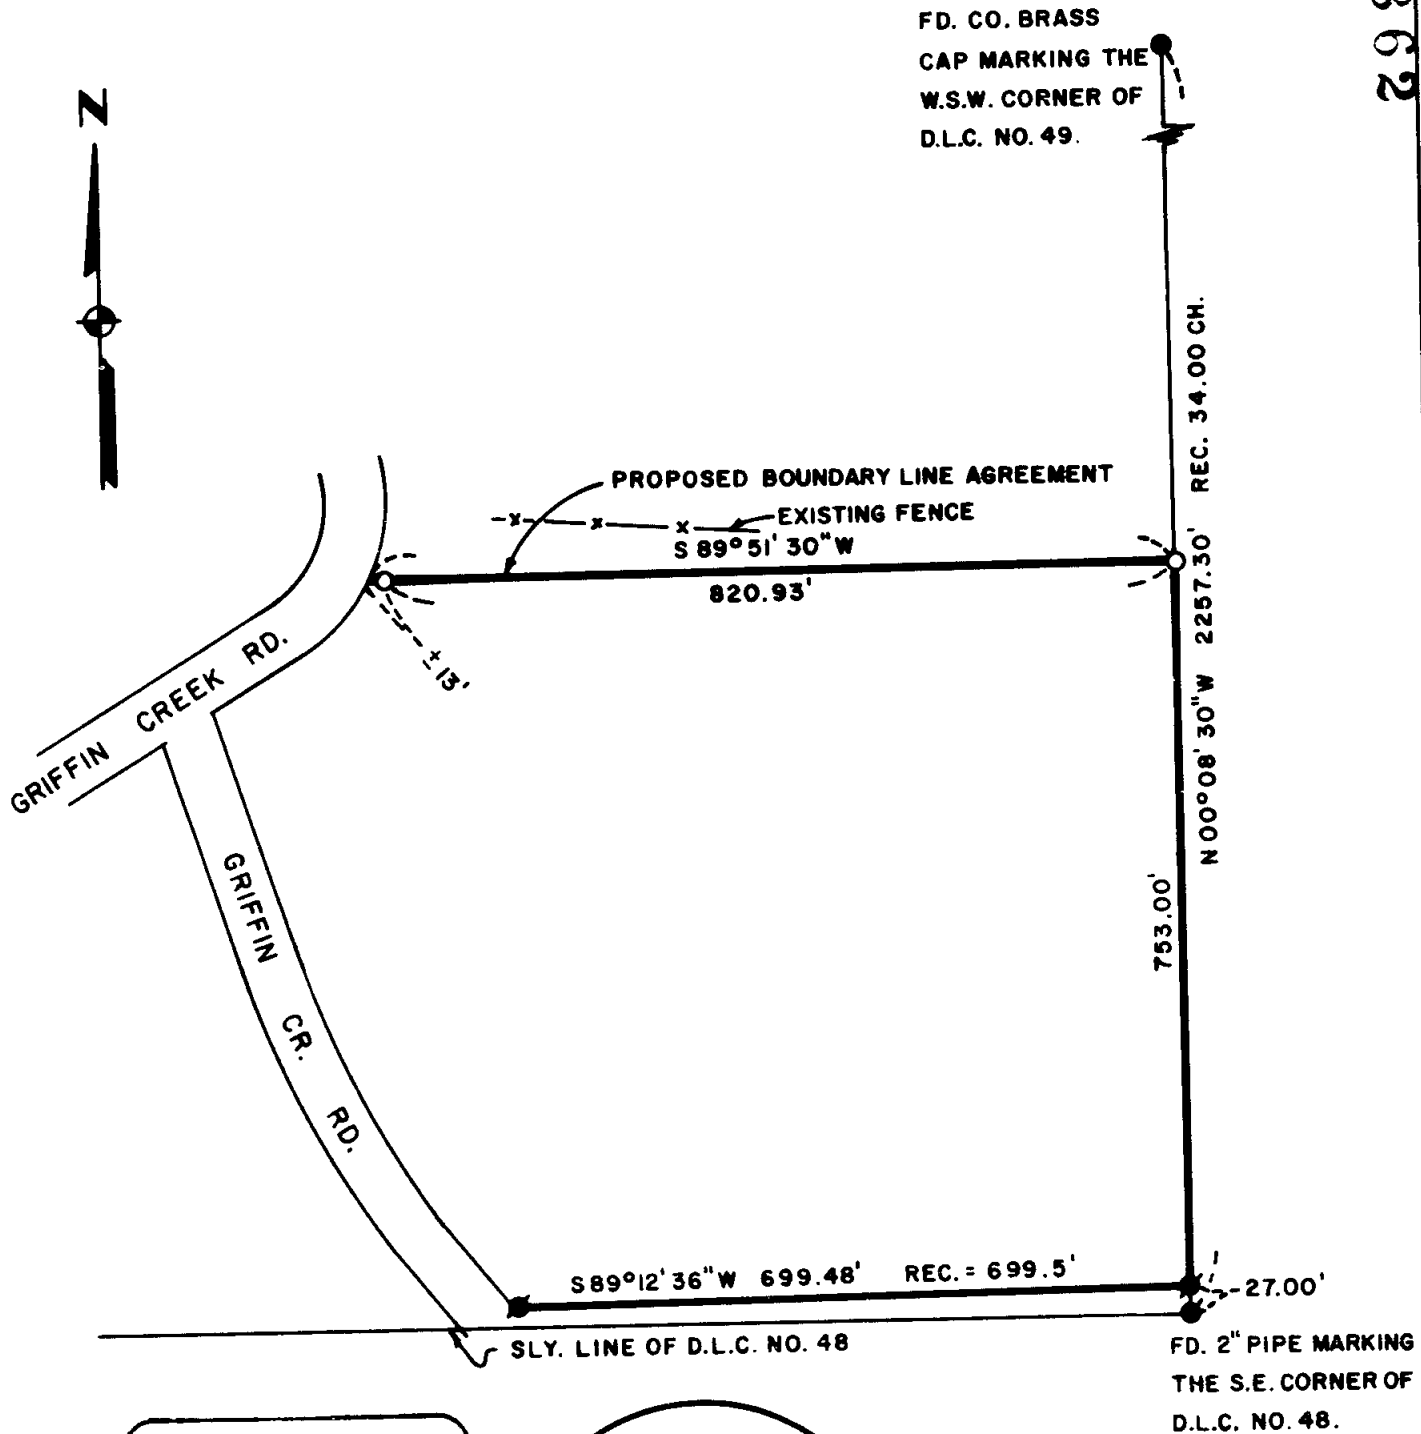 FD. CO. BRASS
CAP MARKING THE
W.S.W. CORNER OF
D.L.C. NO. 49.
62
N
REC. 34.00 CH.
PROPOSED BOUNDARY LINE AGREEMENT
EXISTING FENCE
S 89° 51' 30" W
820.93'
± 13'
N 00° 08' 30" W 2257.30'
GRIFFIN CREEK RD.
753.00'
GRIFFIN CR. RD.
S 89° 12' 36" W 699.48' REC. = 699.5'
27.00'
SLY. LINE OF D.L.C. NO. 48
FD. 2" PIPE MARKING
THE S.E. CORNER OF
D.L.C. NO. 48.